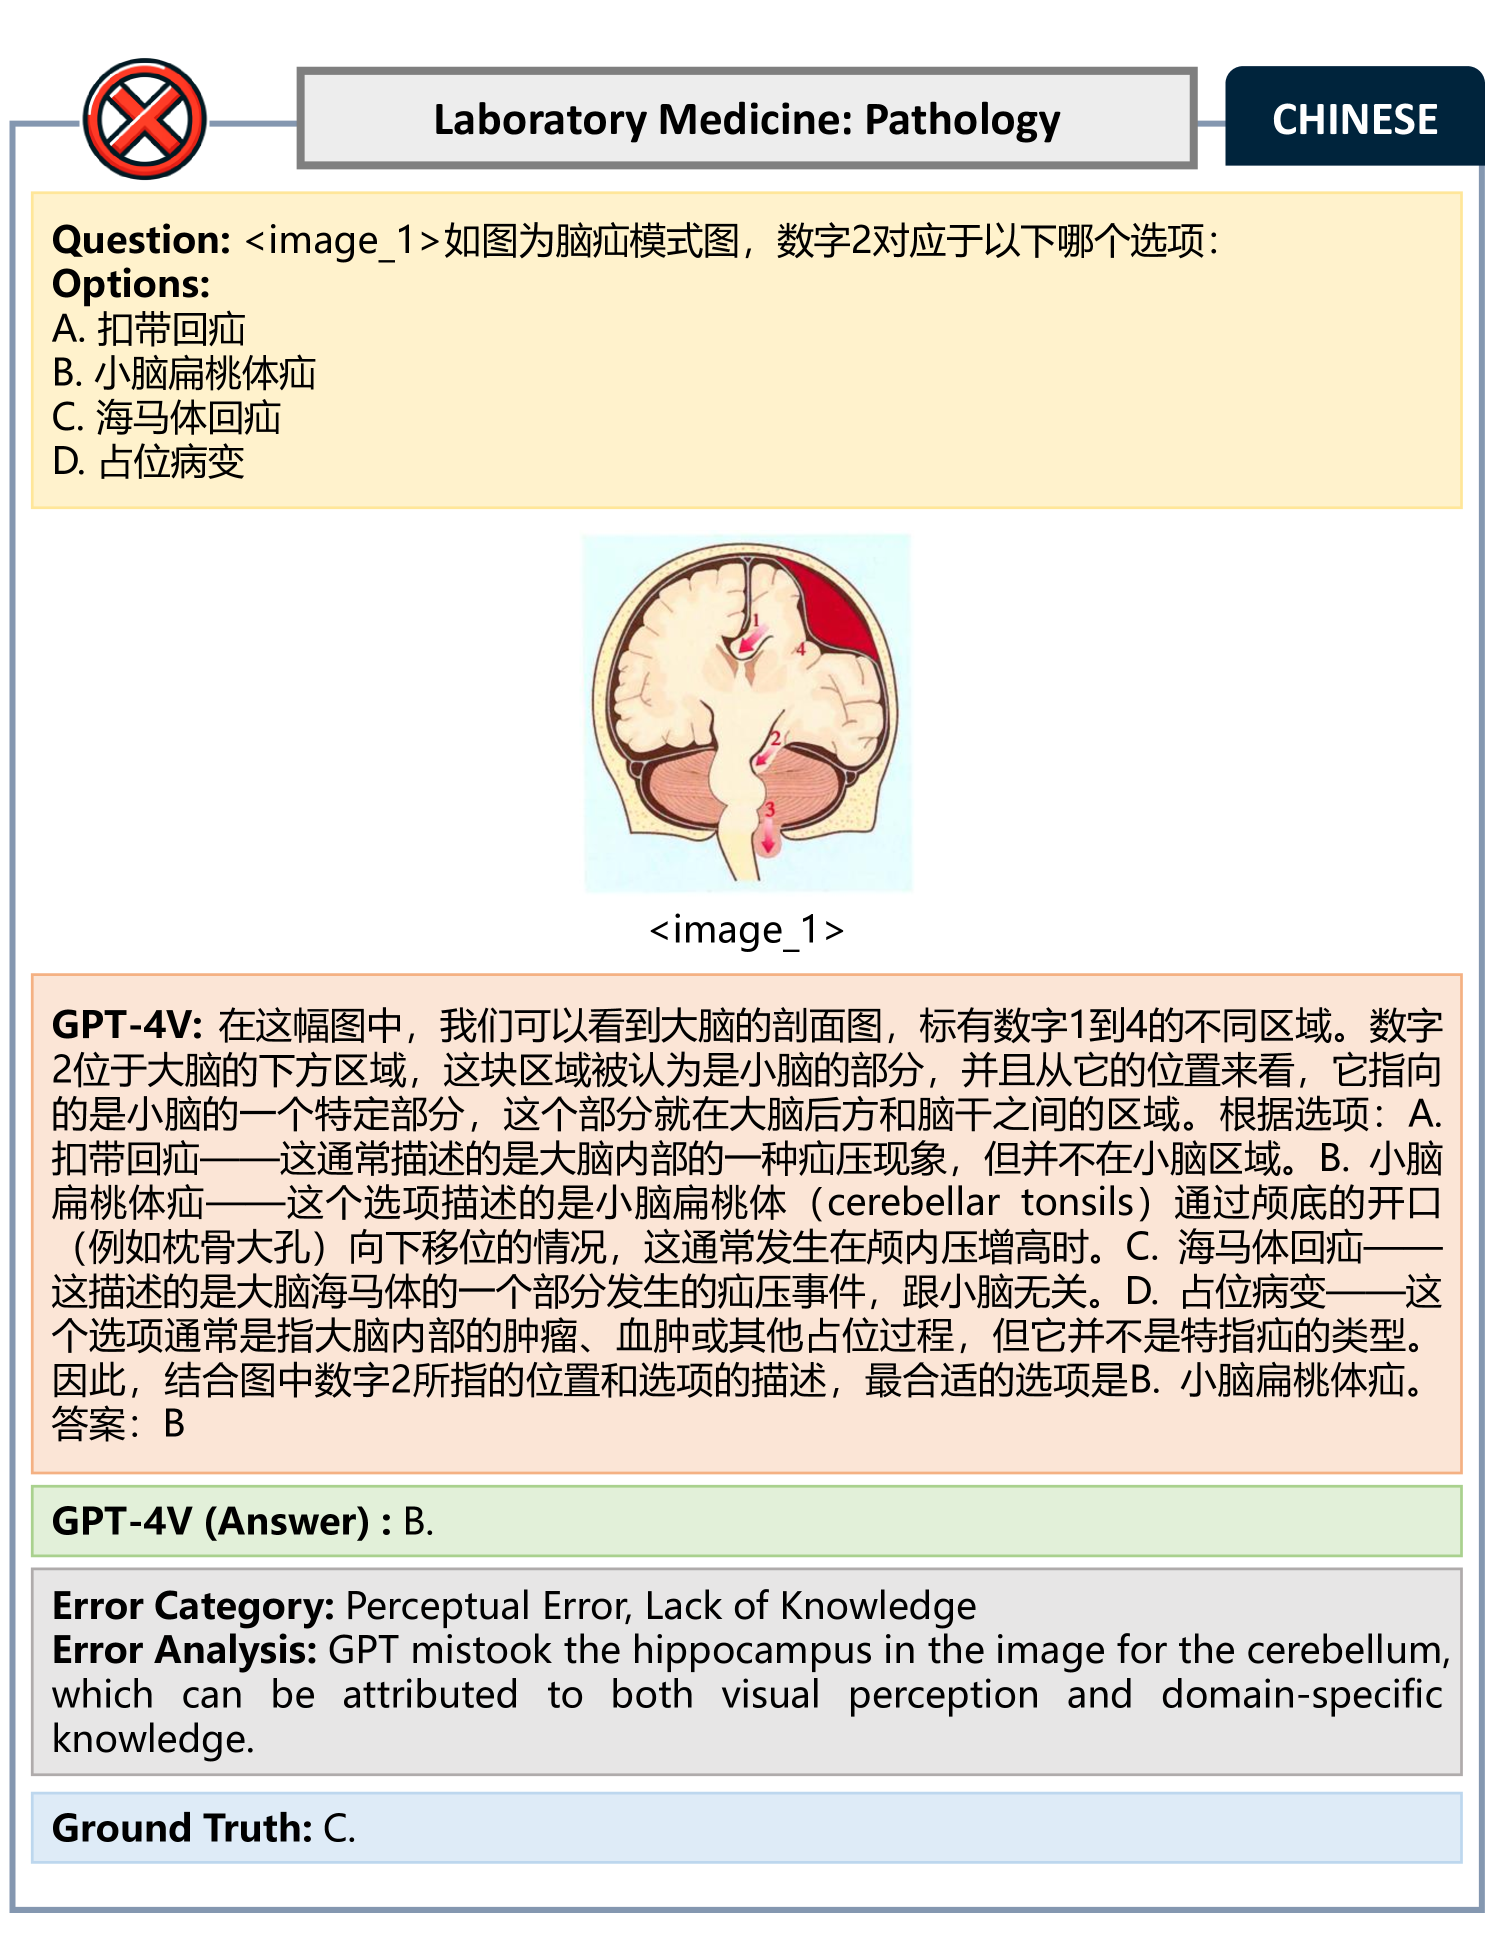 Laboratory Medicine: Pathology
CHINESE
Question: <image_1>如图为脑疝模式图，数字2对应于以下哪个选项：
Options:
A. 扣带回疝
B. 小脑扁桃体疝
C. 海马体回疝
D. 占位病变
1
4
2
3
<image_1>
GPT-4V: 在这幅图中，我们可以看到大脑的剖面图，标有数字1到4的不同区域。数字
2位于大脑的下方区域，这块区域被认为是小脑的部分，并且从它的位置来看，它指向
的是小脑的一个特定部分，这个部分就在大脑后方和脑干之间的区域。根据选项：A.
扣带回疝——这通常描述的是大脑内部的一种疝压现象，但并不在小脑区域。B. 小脑
扁桃体疝——这个选项描述的是小脑扁桃体（cerebellar tonsils）通过颅底的开口
（例如枕骨大孔）向下移位的情况，这通常发生在颅内压增高时。C. 海马体回疝——
这描述的是大脑海马体的一个部分发生的疝压事件，跟小脑无关。D. 占位病变——这
个选项通常是指大脑内部的肿瘤、血肿或其他占位过程，但它并不是特指疝的类型。
因此，结合图中数字2所指的位置和选项的描述，最合适的选项是B. 小脑扁桃体疝。
答案：B
GPT-4V (Answer) : B.
Error Category: Perceptual Error, Lack of Knowledge
Error Analysis: GPT mistook the hippocampus in the image for the cerebellum,
which can be attributed to both visual perception and domain-specific
knowledge.
Ground Truth: C.